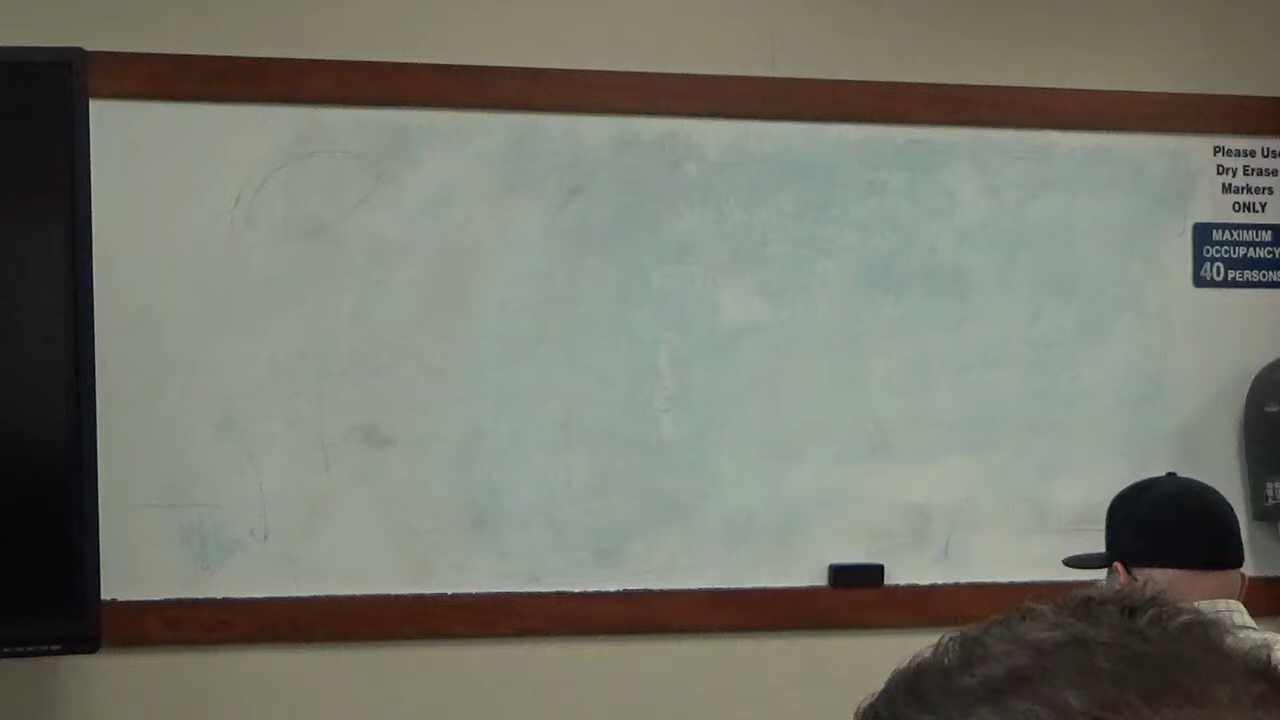 Please Use
Dry Erase
Markers
ONLY
MAXIMUM
OCCUPANCY
40 PERSONS